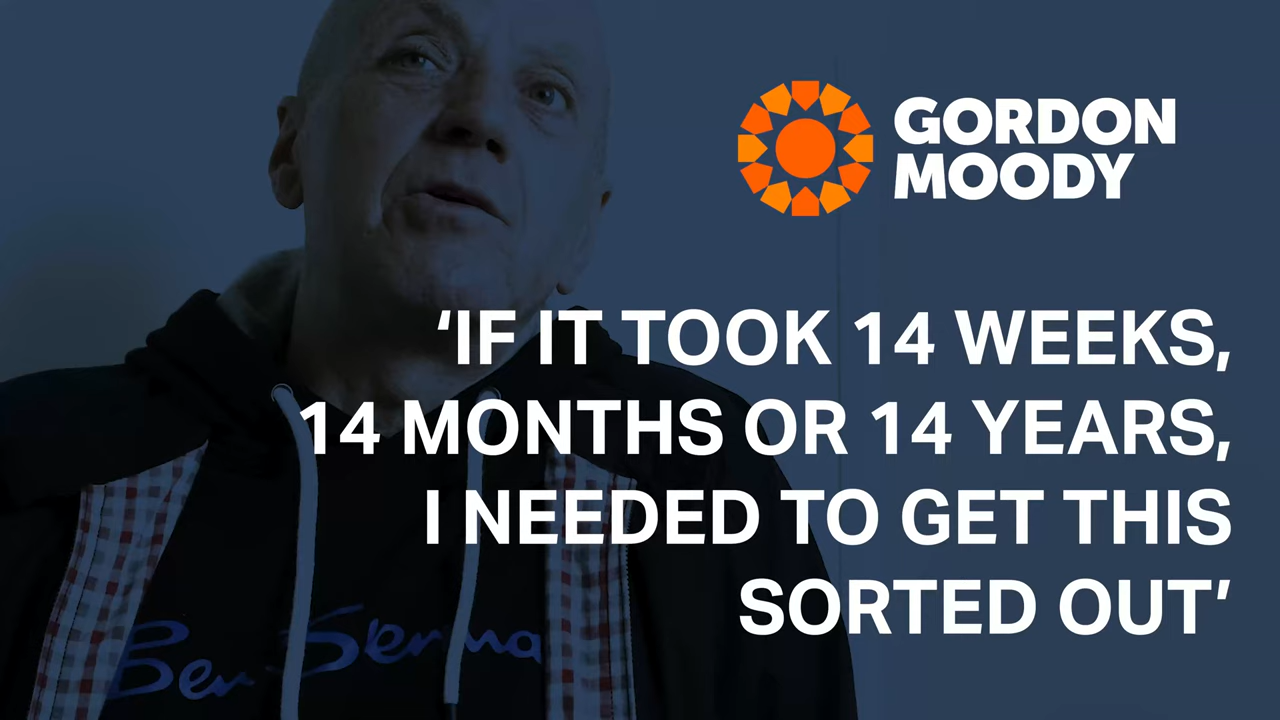 GORDON
MOODY
‘IF IT TOOK 14 WEEKS,
14 MONTHS OR 14 YEARS,
I NEEDED TO GET THIS
SORTED OUT’
Ben Sherman